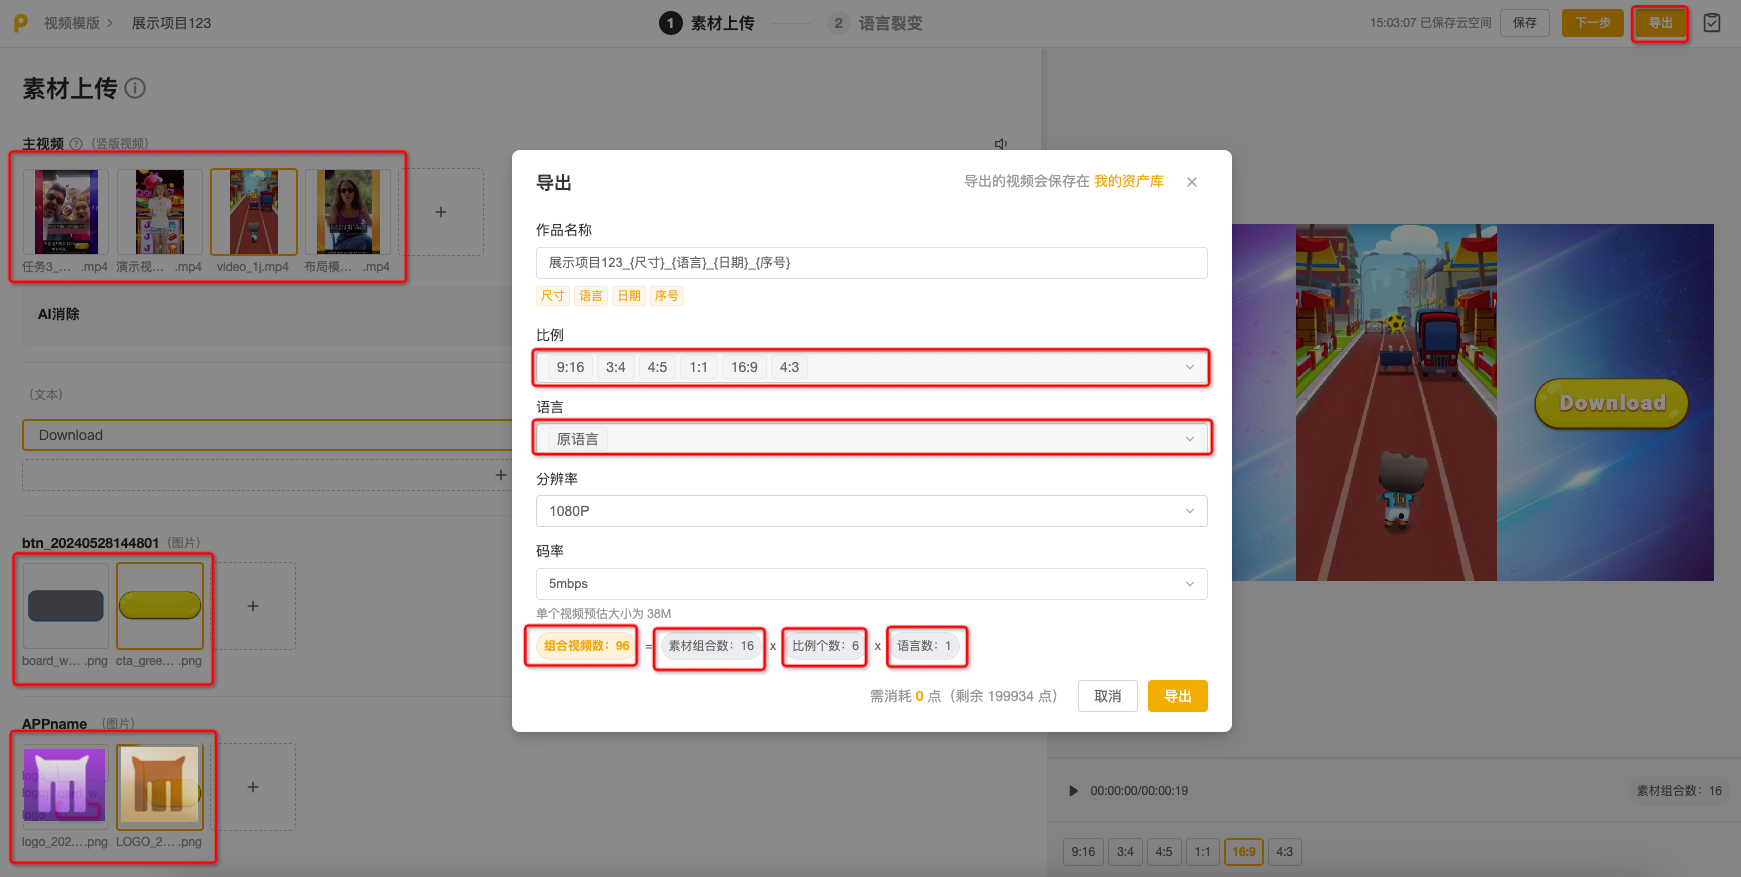 视频模版 > 展示项目123
1 素材上传
2 语言裂变
15:03:07 已保存云空间
保存
下一步
导出
素材上传
主视频 (竖版视频)
任务3_... .mp4
演示视... .mp4
video_1j.mp4
布局模... .mp4
AI消除
(文本)
Download
btn_20240528144801 (图片)
board_w... .png
cta_gree... .png
APPname (图片)
logo_202... .png
LOGO_2... .png
导出
导出的视频会保存在 我的资产库
作品名称
展示项目123_{尺寸}_{语言}_{日期}_{序号}
尺寸 语言 日期 序号
比例
9:16 3:4 4:5 1:1 16:9 4:3
语言
原语言
分辨率
1080P
码率
5mbps
单个视频预估大小为 38M
组合视频数：96 = 素材组合数：16 x 比例个数：6 x 语言数：1
需消耗 0 点（剩余 199934 点）
取消
导出
Download
00:00:00/00:00:19
素材组合数：16
9:16 3:4 4:5 1:1 16:9 4:3